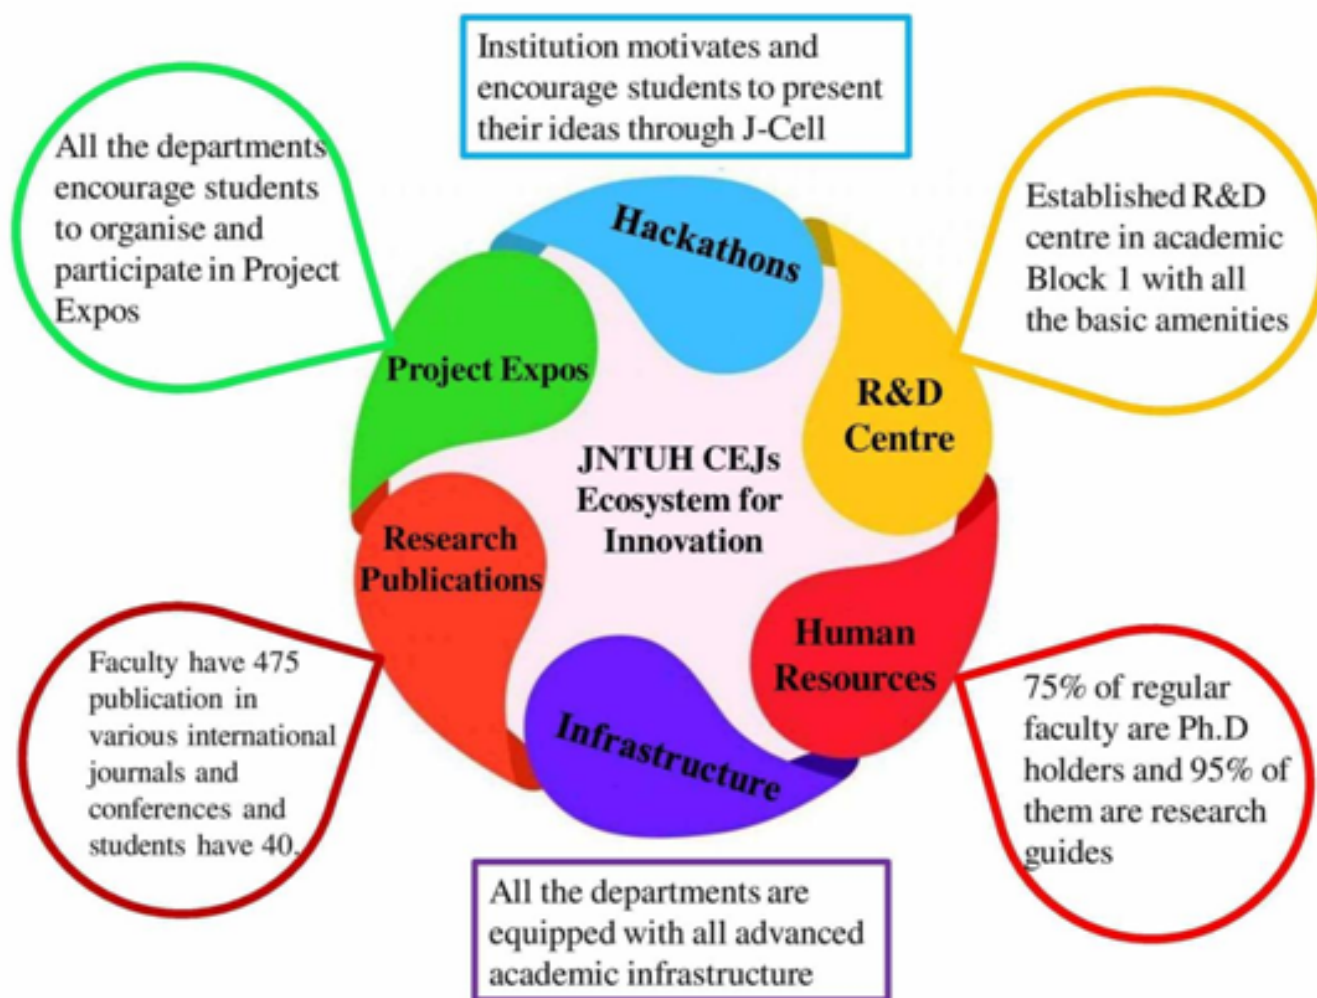 Institution motivates and
encourage students to present
their ideas through J-Cell
All the departments
encourage students
to organise and
participate in Project
Expos
Established R&D
centre in academic
Block 1 with all
the basic amenities
Hackathons
Project Expos
R&D
Centre
JNTUH CEJs
Ecosystem for
Innovation
Research
Publications
Human
Resources
Infrastructure
Faculty have 475
publication in
various international
journals and
conferences and
students have 40.
75% of regular
faculty are Ph.D
holders and 95% of
them are research
guides
All the departments are
equipped with all advanced
academic infrastructure